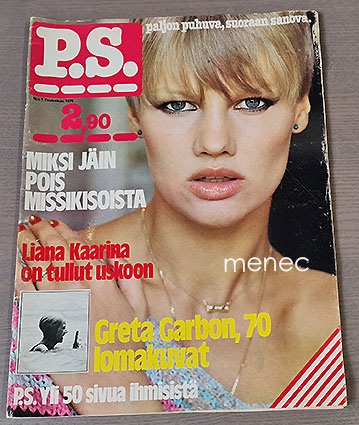 paljon puhuva, suoraan sanova.
P.S.
2,90
MIKSI JÄIN
POIS
MISSIKISOISTA
Liana Kaarina
on tullut uskoon
menec
Greta Garbon, 70
lomakuvat
P.S. Yli 50 sivua ihmisistä